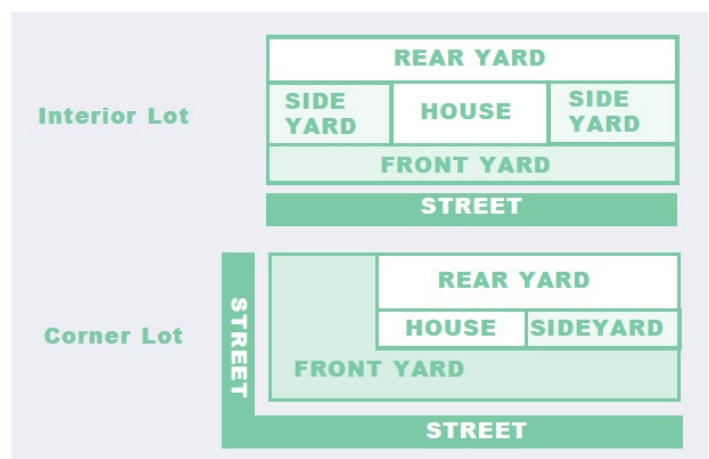 REAR YARD
Interior Lot
SIDE
YARD
HOUSE
SIDE
YARD
FRONT YARD
STREET
REAR YARD
STREET
Corner Lot
HOUSE
SIDEYARD
FRONT YARD
STREET